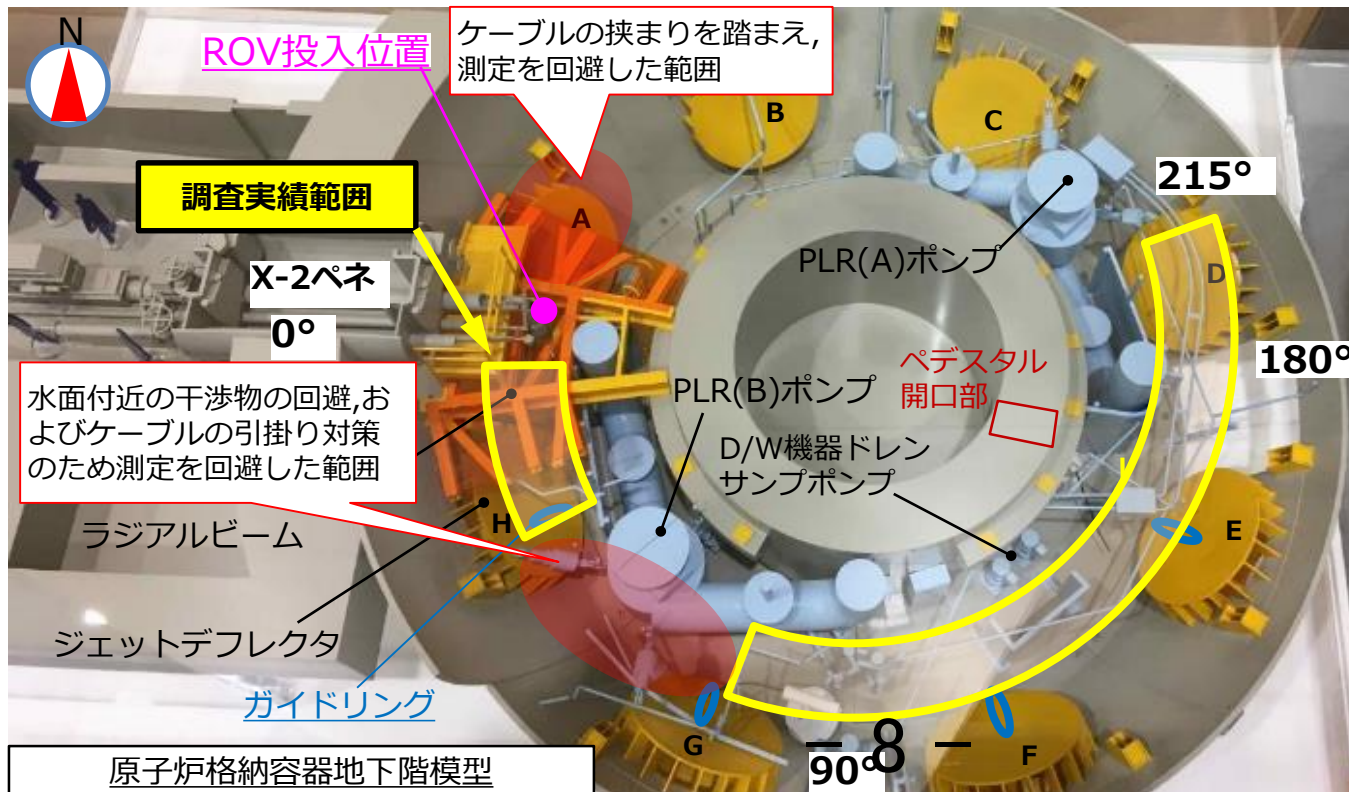 N
ROV投入位置
ケーブルの挟まりを踏まえ,
測定を回避した範囲
B
C
調査実績範囲
A
215°
PLR(A)ポンプ
X-2ペネ
0°
D
180°
ペデスタル
開口部
水面付近の干渉物の回避,お
よびケーブルの引掛り対策
のため測定を回避した範囲
PLR(B)ポンプ
D/W機器ドレン
サンプポンプ
H
E
ラジアルビーム
ジェットデフレクタ
ガイドリング
G
F
90°
− 8 −
原子炉格納容器地下階模型